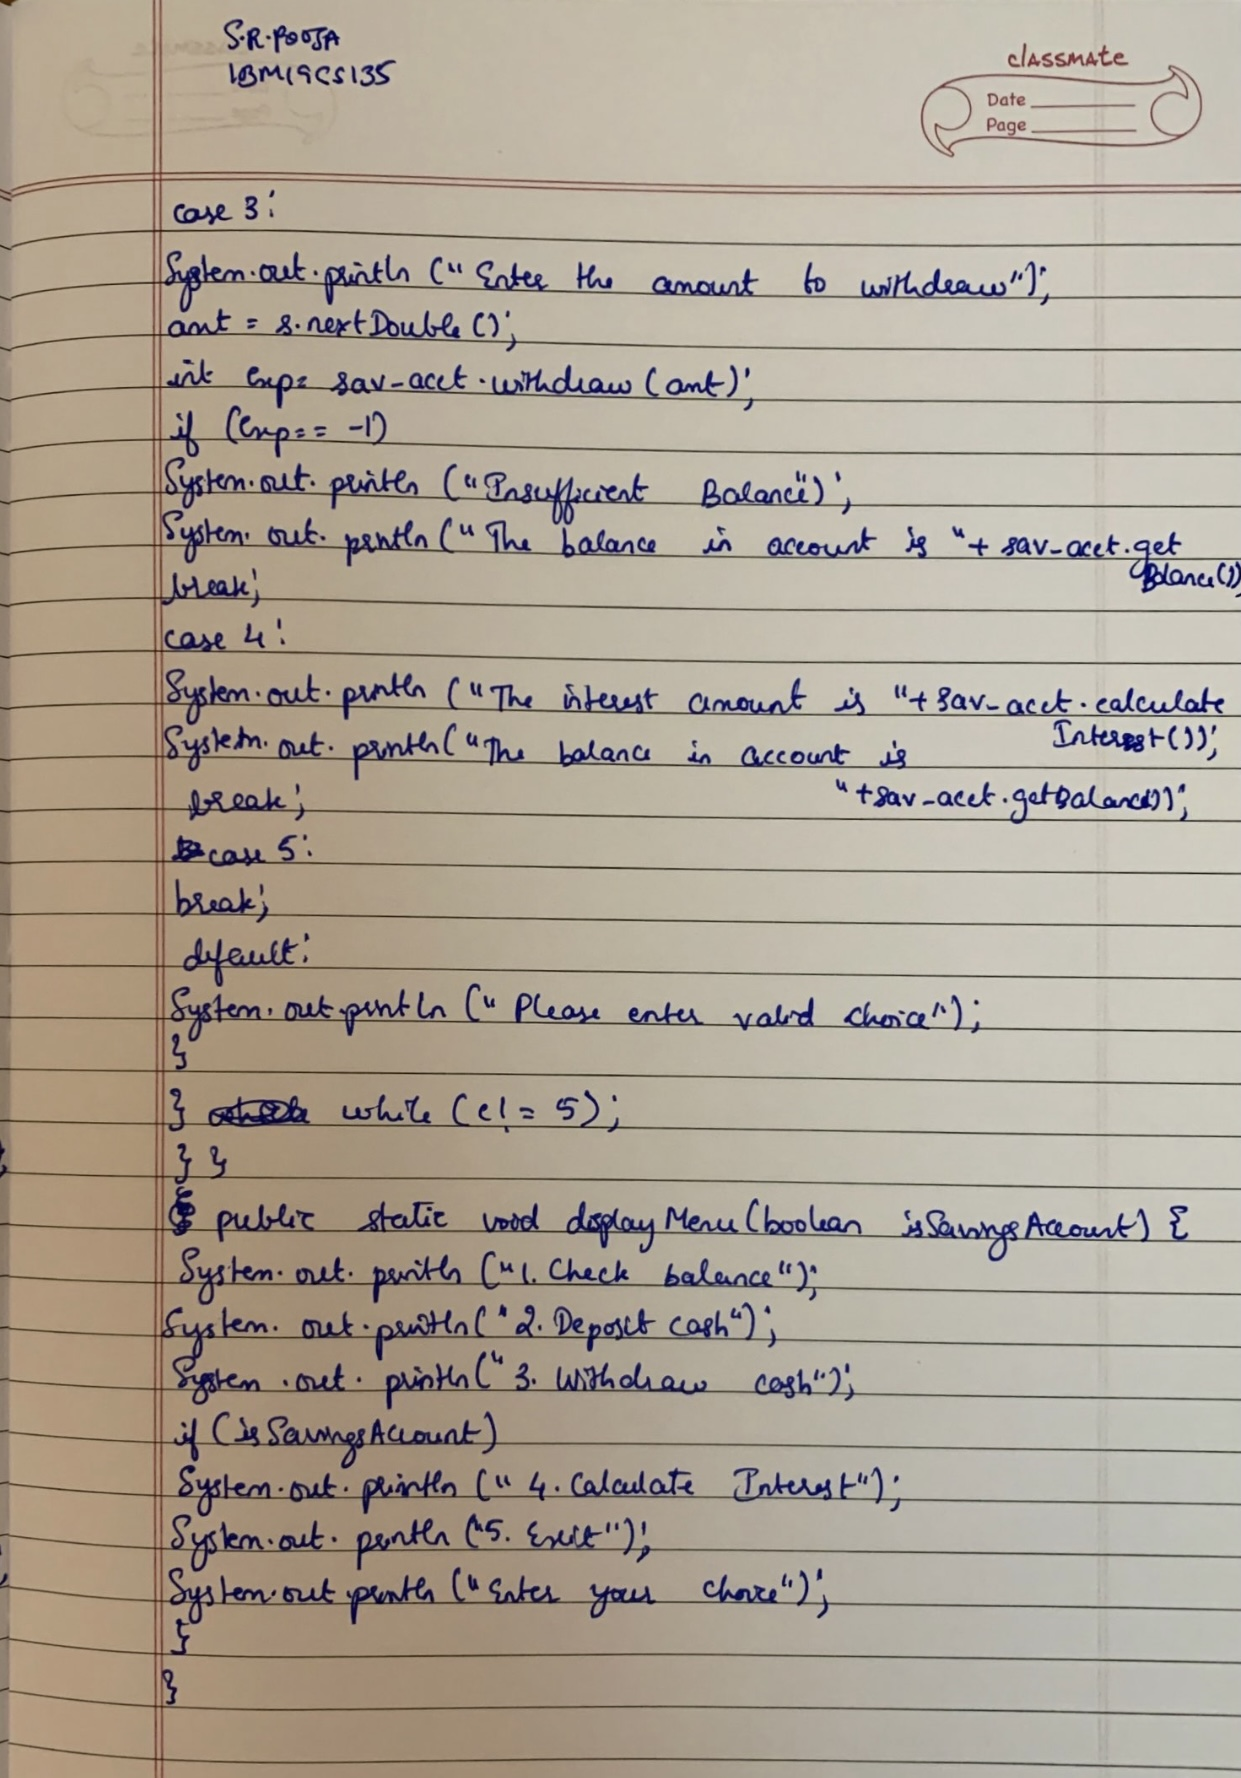 S.R.POOJA
1BM19CS135
classmate
Date
Page
case 3:
System.out.println ("Enter the amount to withdraw");
amt = s.nextDouble ();
int exp= sav-acct.withdraw (amt);
if (exp== -1)
System.out.println ("Insufficient Balance");
System.out.println ("The balance in account is "+ sav-acct.get
Balance());
break;
case 4:
System.out.println ("The interest amount is "+sav-acct.calculate
Interest());
System.out.println("The balance in account is
"+sav-acct.getBalance());
break;
case 5:
break;
default:
System.out.println ("Please enter valid choice");
}
} while (c!= 5);
} }
public static void displayMenu(boolean isSavingsAccount) {
System.out.println ("1. Check balance");
System.out.println("2. Deposit cash");
System.out.println("3. Withdraw cash");
if (isSavingsAccount)
System.out.println ("4. Calculate Interest");
System.out.println ("5. Exit");
System.out.println ("Enter your choice");
}
}